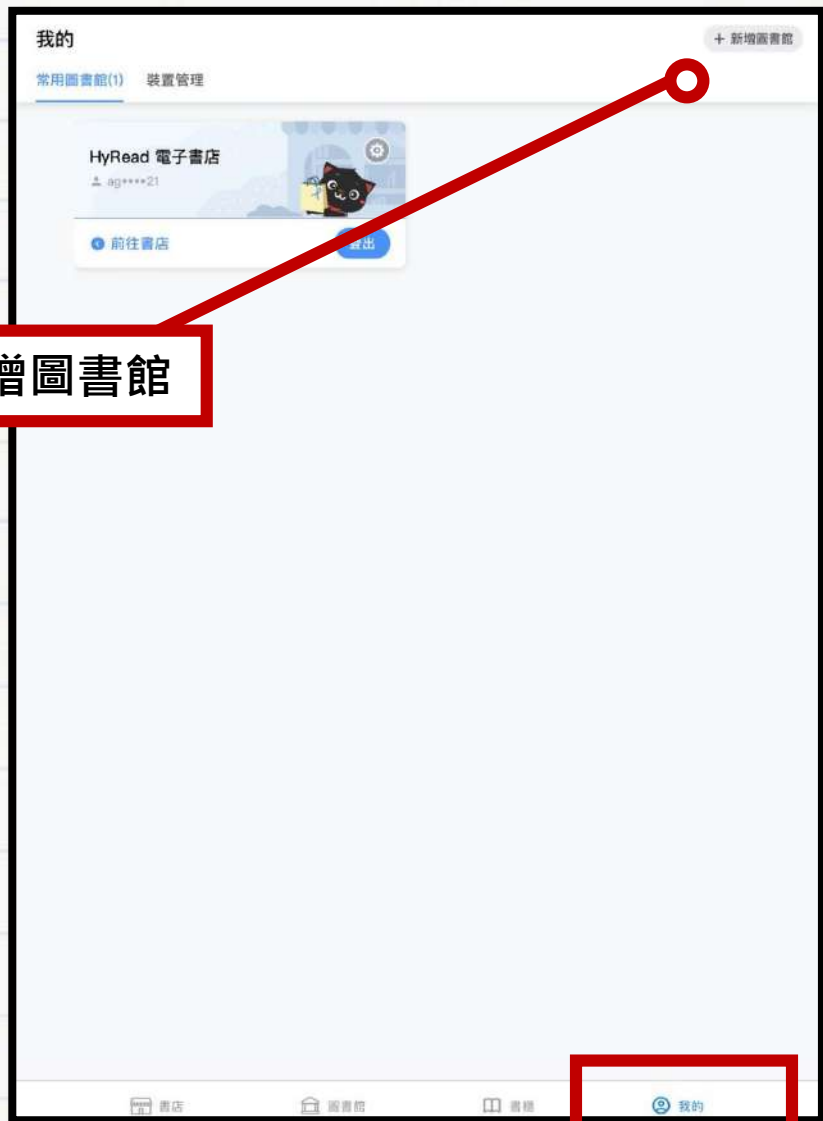 我的
+ 新增圖書館
常用圖書館(1) 裝置管理
HyRead 電子書店
ag****21
前往書店
登出
增圖書館
書店 圖書館 書櫃 我的